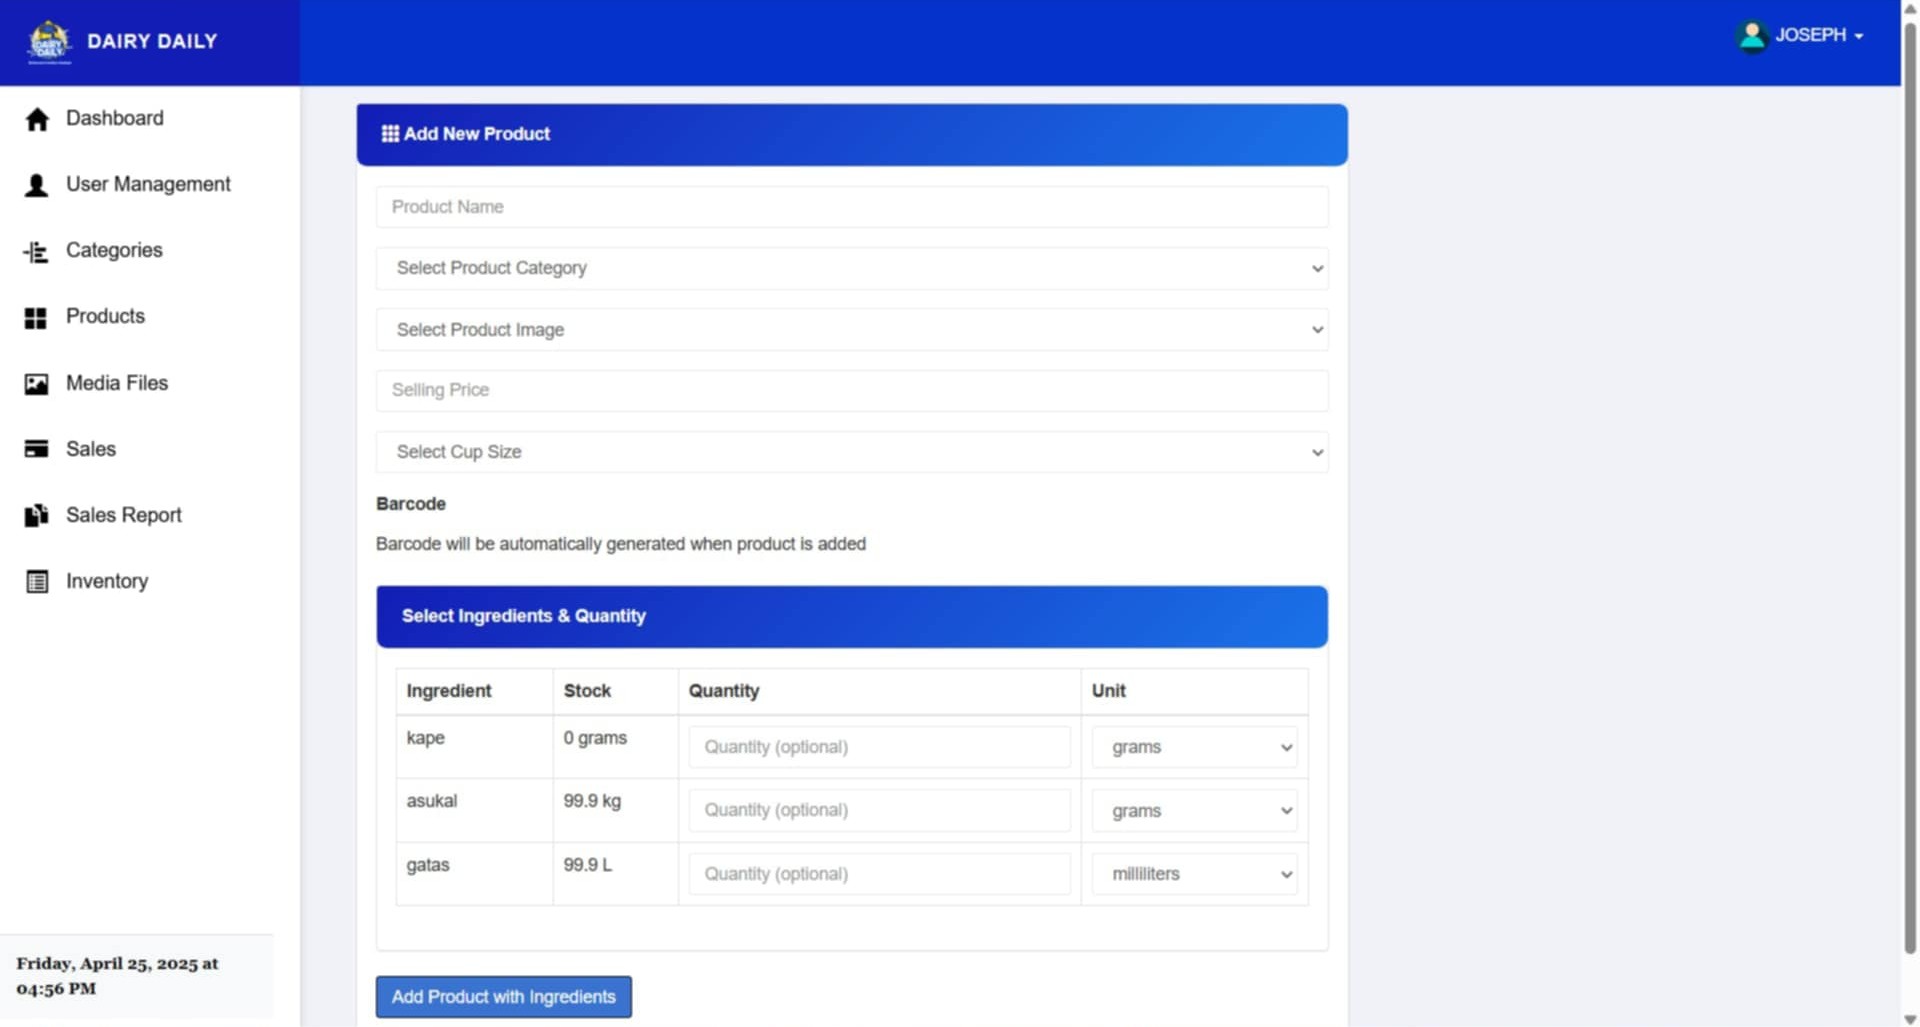 DAIRY DAILY
JOSEPH
Dashboard
User Management
Categories
Products
Media Files
Sales
Sales Report
Inventory
Friday, April 25, 2025 at
04:56 PM
Add New Product
Product Name
Select Product Category
Select Product Image
Selling Price
Select Cup Size
Barcode
Barcode will be automatically generated when product is added
Select Ingredients & Quantity
Ingredient Stock Quantity Unit
kape 0 grams Quantity (optional) grams
asukal 99.9 kg Quantity (optional) grams
gatas 99.9 L Quantity (optional) milliliters
Add Product with Ingredients